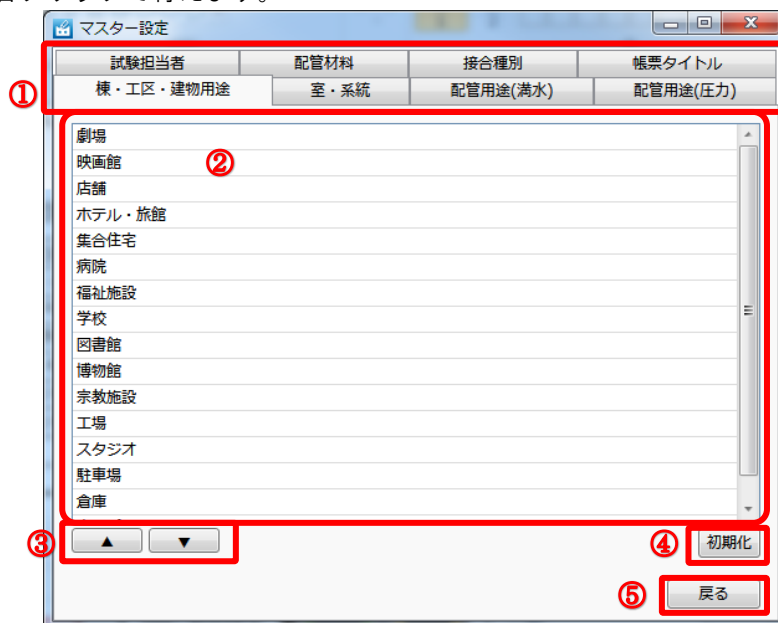 マスター設定
試験担当者 配管材料 接合種別 帳票タイトル
① 棟・工区・建物用途 室・系統 配管用途(満水) 配管用途(圧力)
劇場
映画館 ②
店舗
ホテル・旅館
集合住宅
病院
福祉施設
学校
図書館
博物館
宗教施設
工場
スタジオ
駐車場
倉庫
③ ▲ ▼ ④ 初期化
⑤ 戻る